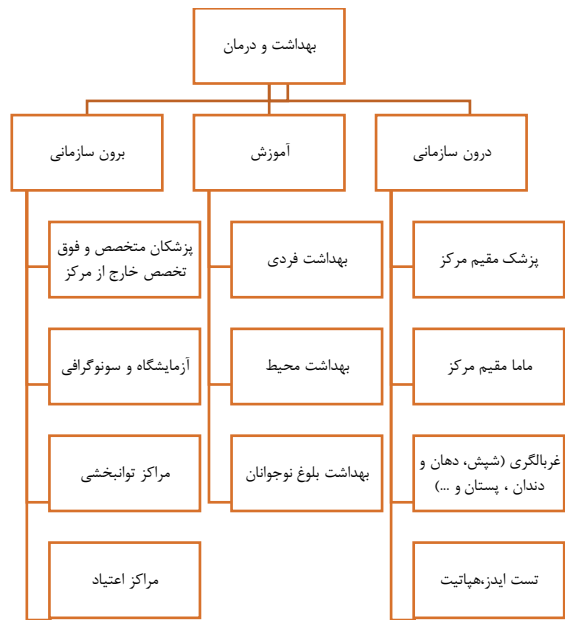 بهداشت و درمان
درون سازمانی
آموزش
برون سازمانی
پزشک مقیم مرکز
ماما مقیم مرکز
غربالگری (شپش، دهان و
دندان ، پستان و ...)
تست ایدز،هپاتیت
بهداشت فردی
بهداشت محیط
بهداشت بلوغ نوجوانان
پزشکان متخصص و فوق
تخصص خارج از مرکز
آزمایشگاه و سونوگرافی
مراکز توانبخشی
مراکز اعتیاد